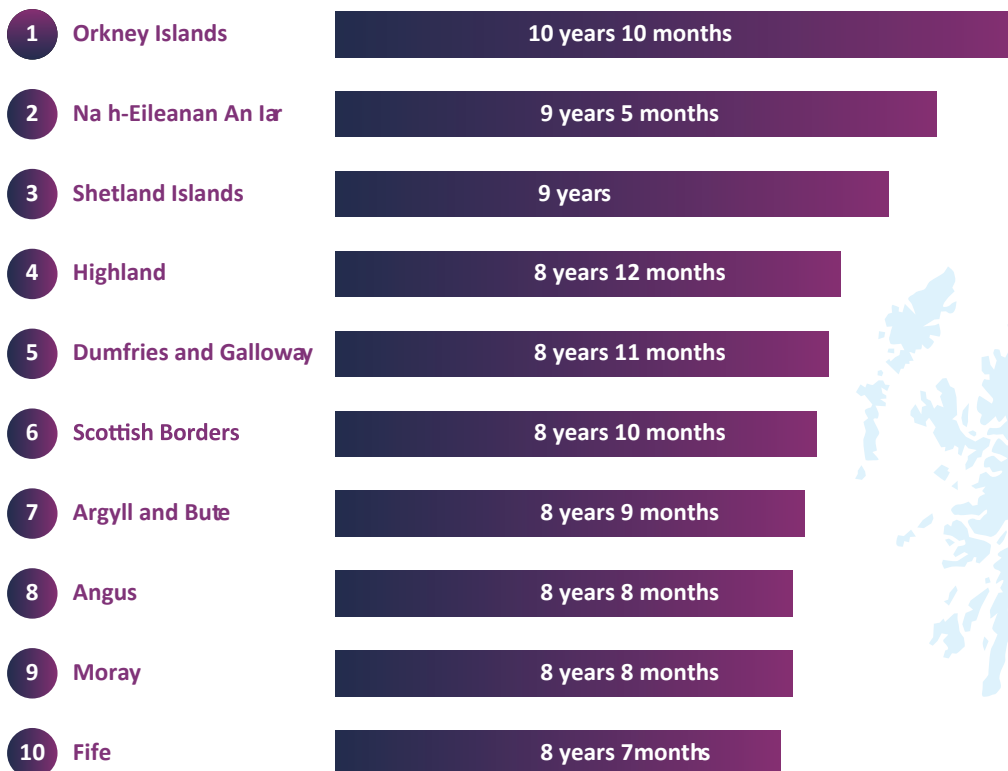 1 Orkney Islands 10 years 10 months
2 Na h-Eileanan An Iar 9 years 5 months
3 Shetland Islands 9 years
4 Highland 8 years 12 months
5 Dumfries and Galloway 8 years 11 months
6 Scottish Borders 8 years 10 months
7 Argyll and Bute 8 years 9 months
8 Angus 8 years 8 months
9 Moray 8 years 8 months
10 Fife 8 years 7months